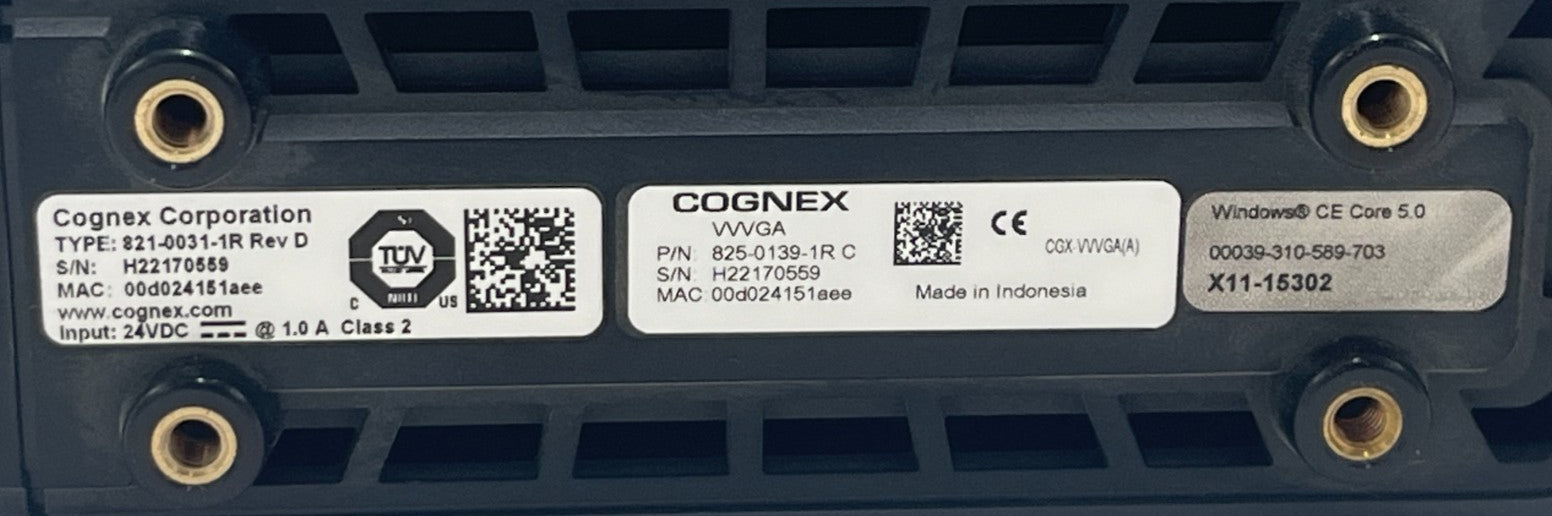 Cognex Corporation
TYPE: 821-0031-1R Rev D
S/N: H22170559
MAC: 00d024151aee
www.cognex.com
Input: 24VDC @ 1.0 A Class 2
TÜV
C US
COGNEX
VVVGA
P/N: 825-0139-1R C
S/N: H22170559
MAC: 00d024151aee
CE
CGX-VVVGA(A)
Made in Indonesia
Windows® CE Core 5.0
00039-310-589-703
X11-15302